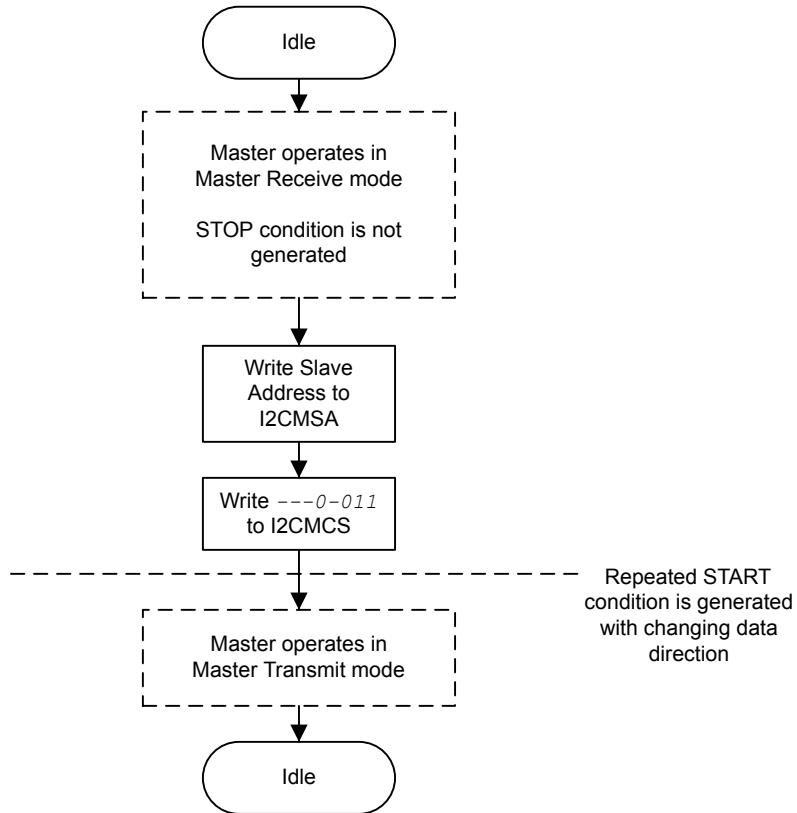 Idle
Master operates in
Master Receive mode
STOP condition is not
generated
Write Slave
Address to
I2CMSA
Write ---0-011
to I2CMCS
Repeated START
condition is generated
with changing data
direction
Master operates in
Master Transmit mode
Idle